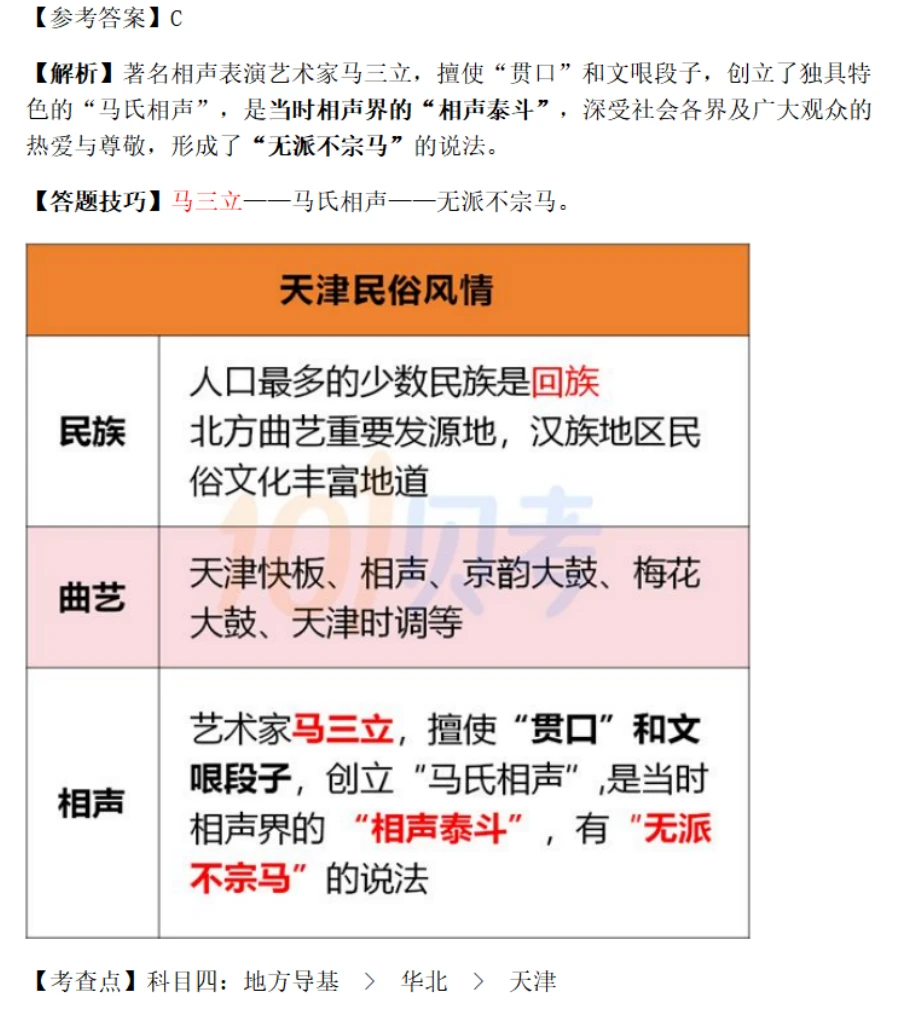 【参考答案】C
【解析】著名相声表演艺术家马三立，擅使“贯口”和文哏段子，创立了独具特
色的“马氏相声”，是当时相声界的“相声泰斗”，深受社会各界及广大观众的
热爱与尊敬，形成了“无派不宗马”的说法。
【答题技巧】马三立——马氏相声——无派不宗马。
天津民俗风情
民族
人口最多的少数民族是回族
北方曲艺重要发源地，汉族地区民
俗文化丰富地道
101贝考
曲艺
天津快板、相声、京韵大鼓、梅花
大鼓、天津时调等
相声
艺术家马三立，擅使“贯口”和文
哏段子，创立“马氏相声”,是当时
相声界的“相声泰斗”，有“无派
不宗马”的说法
【考查点】科目四：地方导基 > 华北 > 天津